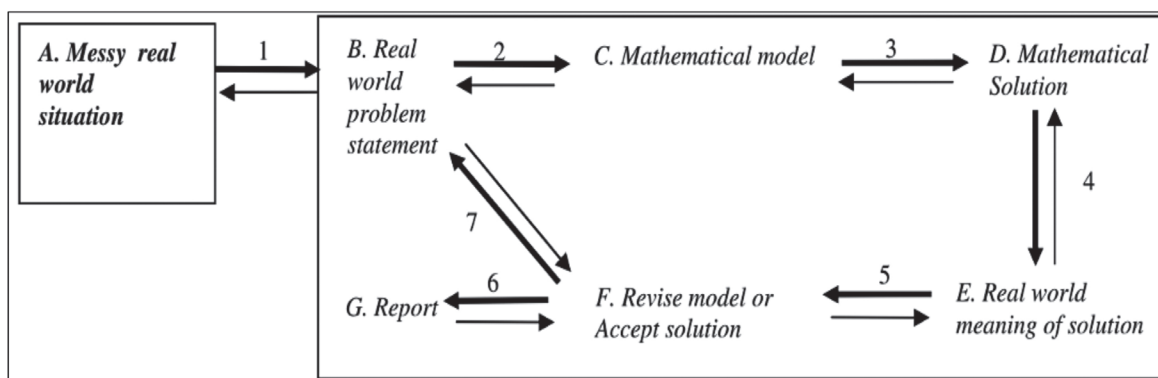 A. Messy real
world
situation
1
B. Real
world
problem
statement
2
C. Mathematical model
3
D. Mathematical
Solution
4
7
6
5
G. Report
F. Revise model or
Accept solution
E. Real world
meaning of solution